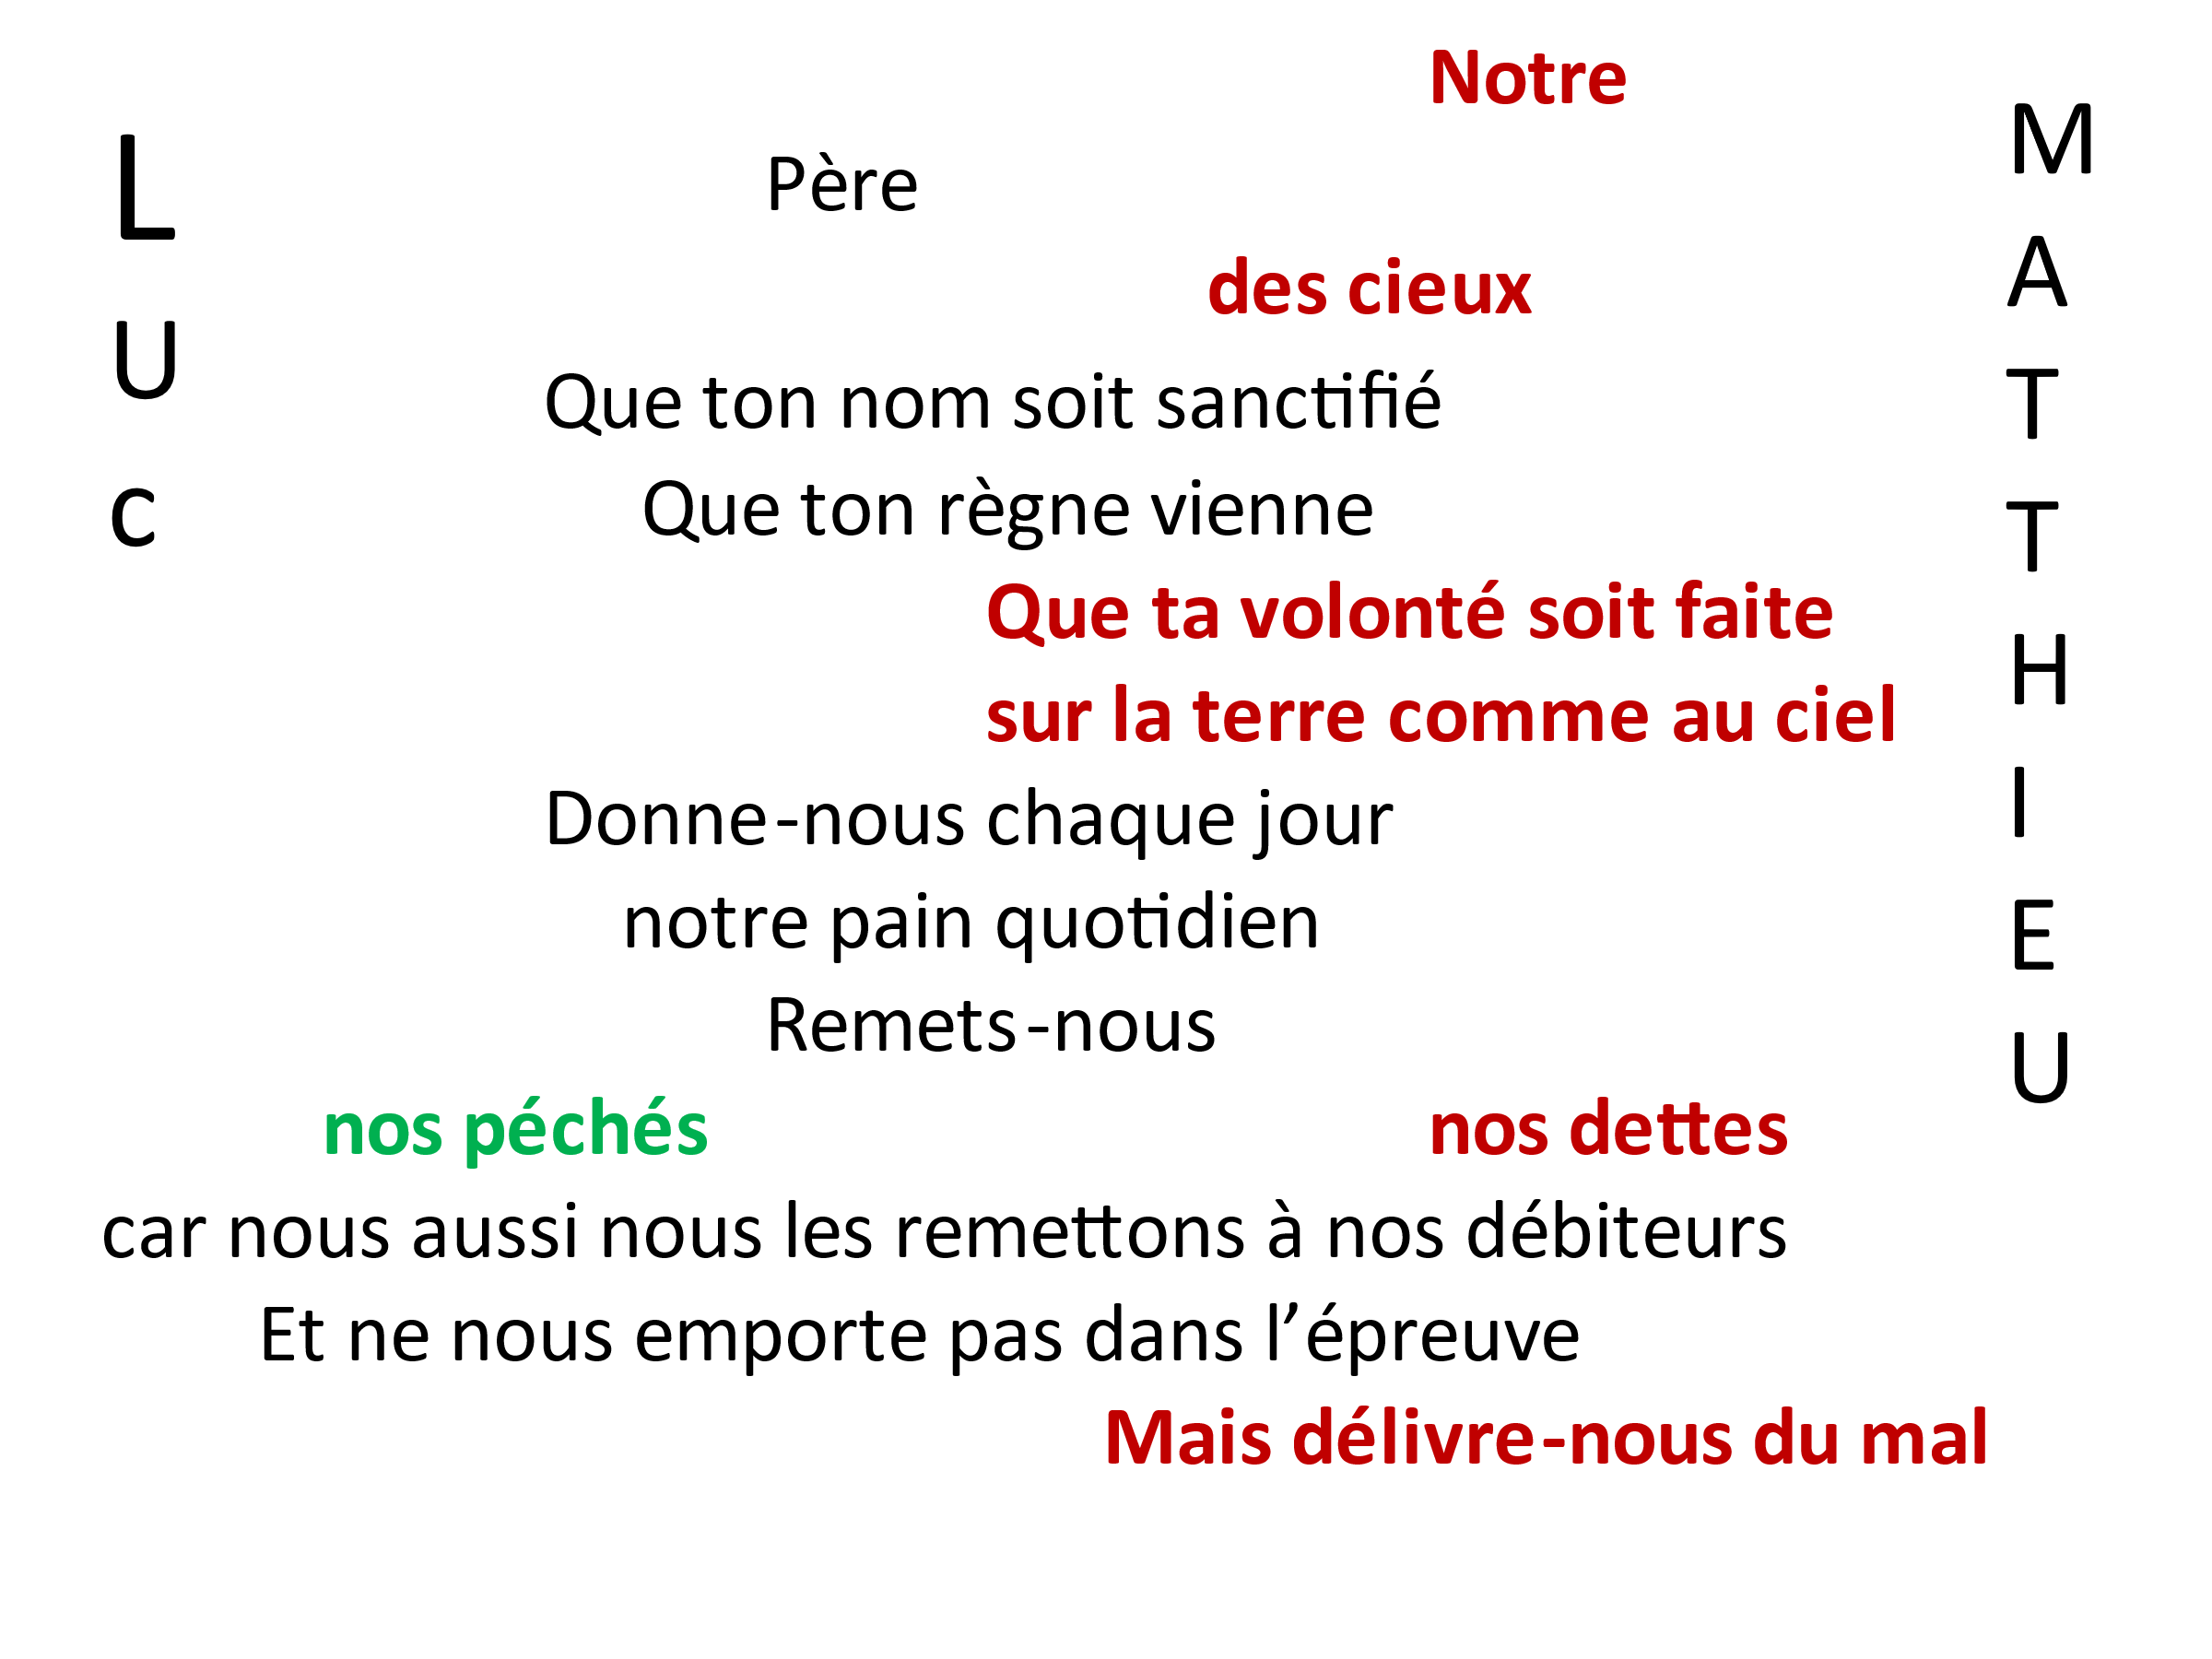 LUc
Notre
Père
des cieux
Que ton nom soit sanctifié
Que ton règne vienne
Que ta volonté soit faite
sur la terre comme au ciel
Donne-nous chaque jour
notre pain quotidien
Remets-nous
nos péchés nos dettes
car nous aussi nous les remettons à nos débiteurs
Et ne nous emporte pas dans l’épreuve
Mais délivre-nous du mal
MATTHIEU